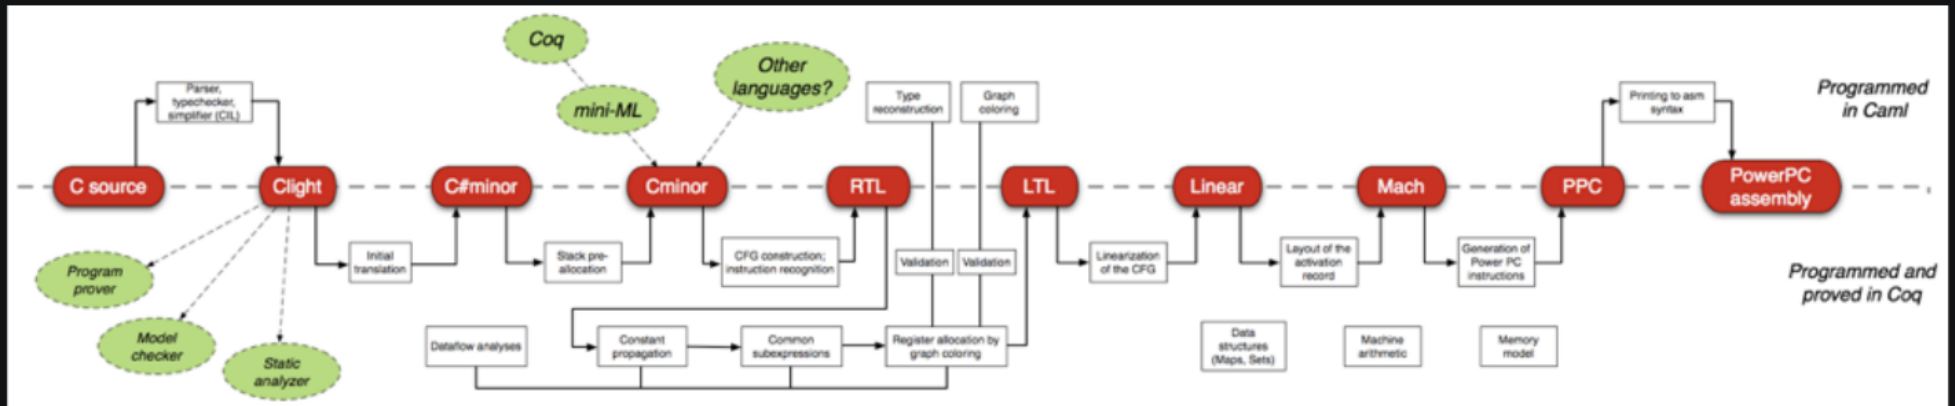 Coq
Other
languages?
mini-ML
Parser,
typechecker,
simplifier (CIL)
Type
reconstruction
Graph
coloring
Printing to asm
syntax
Programmed
in Caml
C source
Clight
C#minor
Cminor
RTL
LTL
Linear
Mach
PPC
PowerPC
assembly
Initial
translation
Stack pre-
allocation
CFG construction;
instruction recognition
Validation
Validation
Linearization
of the CFG
Layout of the
activation
record
Generation of
Power PC
instructions
Programmed and
proved in Coq
Program
prover
Model
checker
Static
analyzer
Dataflow analyses
Constant
propagation
Common
subexpressions
Register allocation by
graph coloring
Data
structures
(Maps, Sets)
Machine
arithmetic
Memory
model